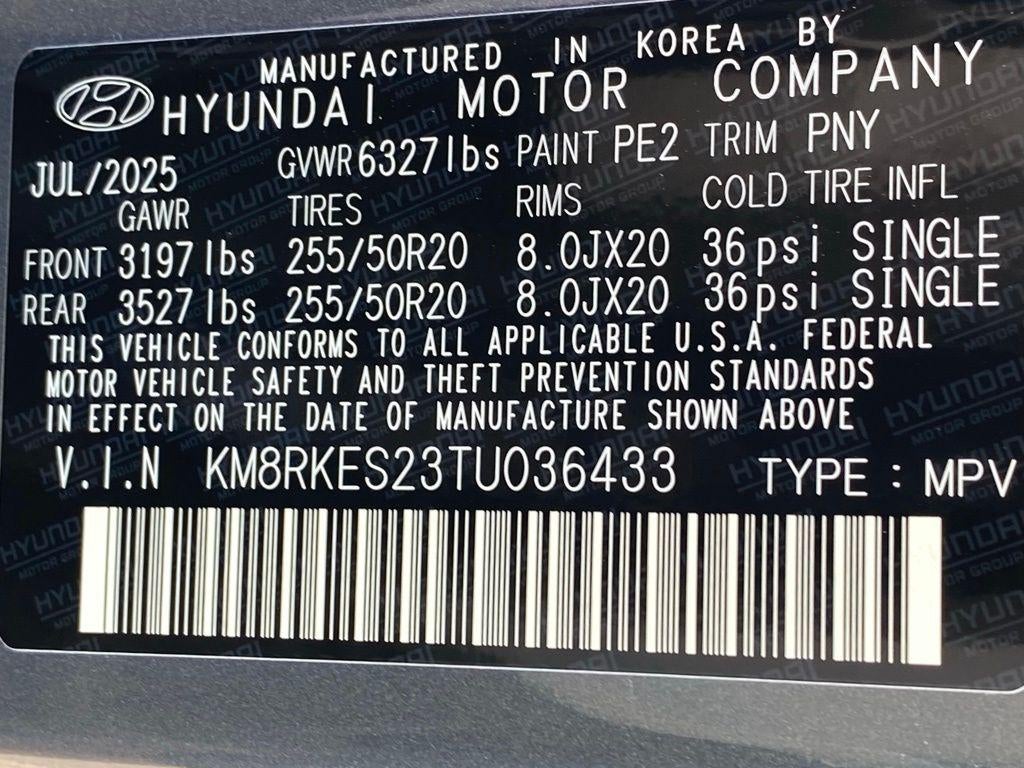 MANUFACTURED IN KOREA BY
HYUNDAI MOTOR COMPANY
JUL/2025 GVWR 6327lbs PAINT PE2 TRIM PNY
GAWR TIRES RIMS COLD TIRE INFL
FRONT 3197lbs 255/50R20 8.0JX20 36psi SINGLE
REAR 3527lbs 255/50R20 8.0JX20 36psi SINGLE
THIS VEHICLE CONFORMS TO ALL APPLICABLE U.S.A. FEDERAL
MOTOR VEHICLE SAFETY AND THEFT PREVENTION STANDARDS
IN EFFECT ON THE DATE OF MANUFACTURE SHOWN ABOVE
V.I.N KM8RKES23TU036433 TYPE : MPV